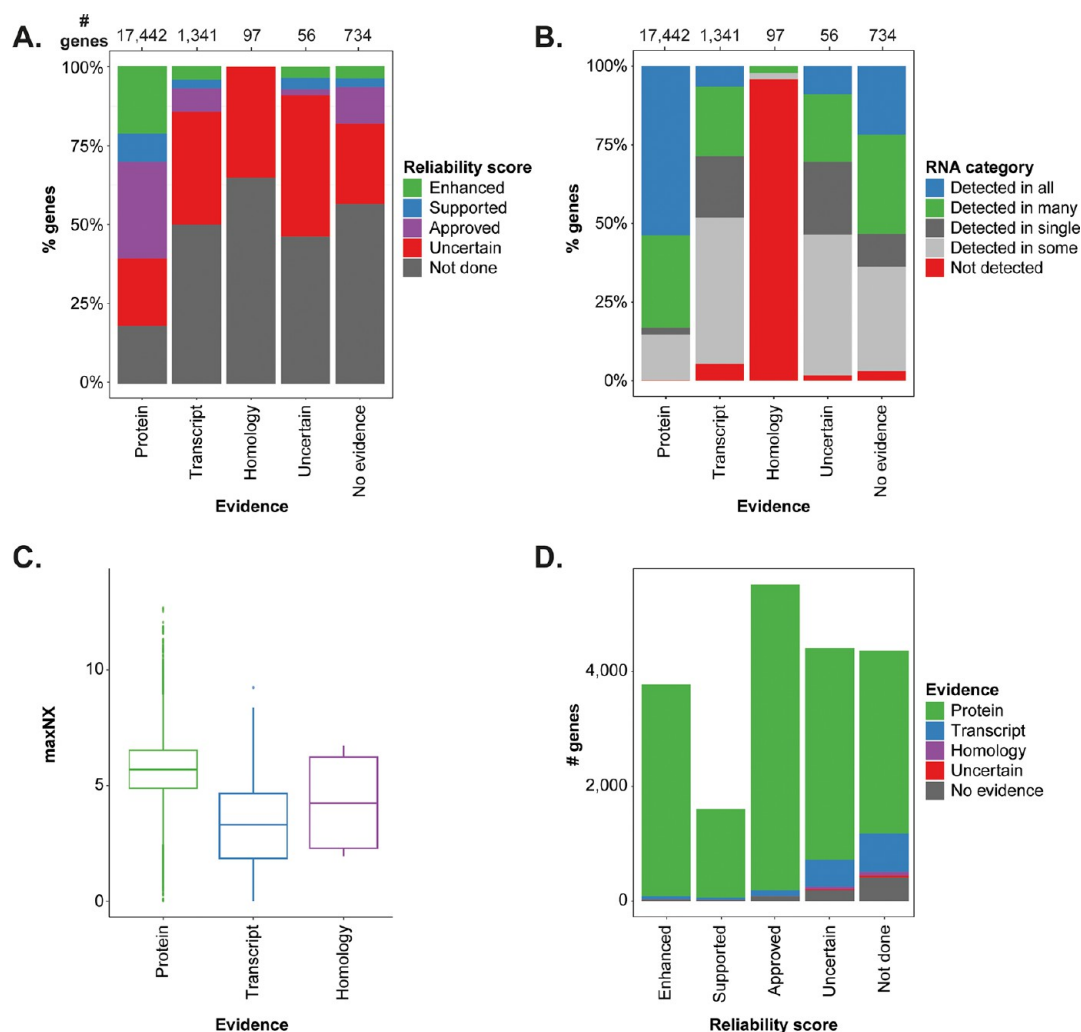 A.
# genes
17,442 1,341 97 56 734
100%
75%
50%
25%
0%
% genes
Protein
Transcript
Homology
Uncertain
No evidence
Evidence
Reliability score
Enhanced
Supported
Approved
Uncertain
Not done
B.
17,442 1,341 97 56 734
100%
75%
50%
25%
0%
% genes
Protein
Transcript
Homology
Uncertain
No evidence
Evidence
RNA category
Detected in all
Detected in many
Detected in single
Detected in some
Not detected
C.
10
5
0
maxNX
Protein
Transcript
Homology
Evidence
D.
4,000
2,000
0
# genes
Enhanced
Supported
Approved
Uncertain
Not done
Reliability score
Evidence
Protein
Transcript
Homology
Uncertain
No evidence